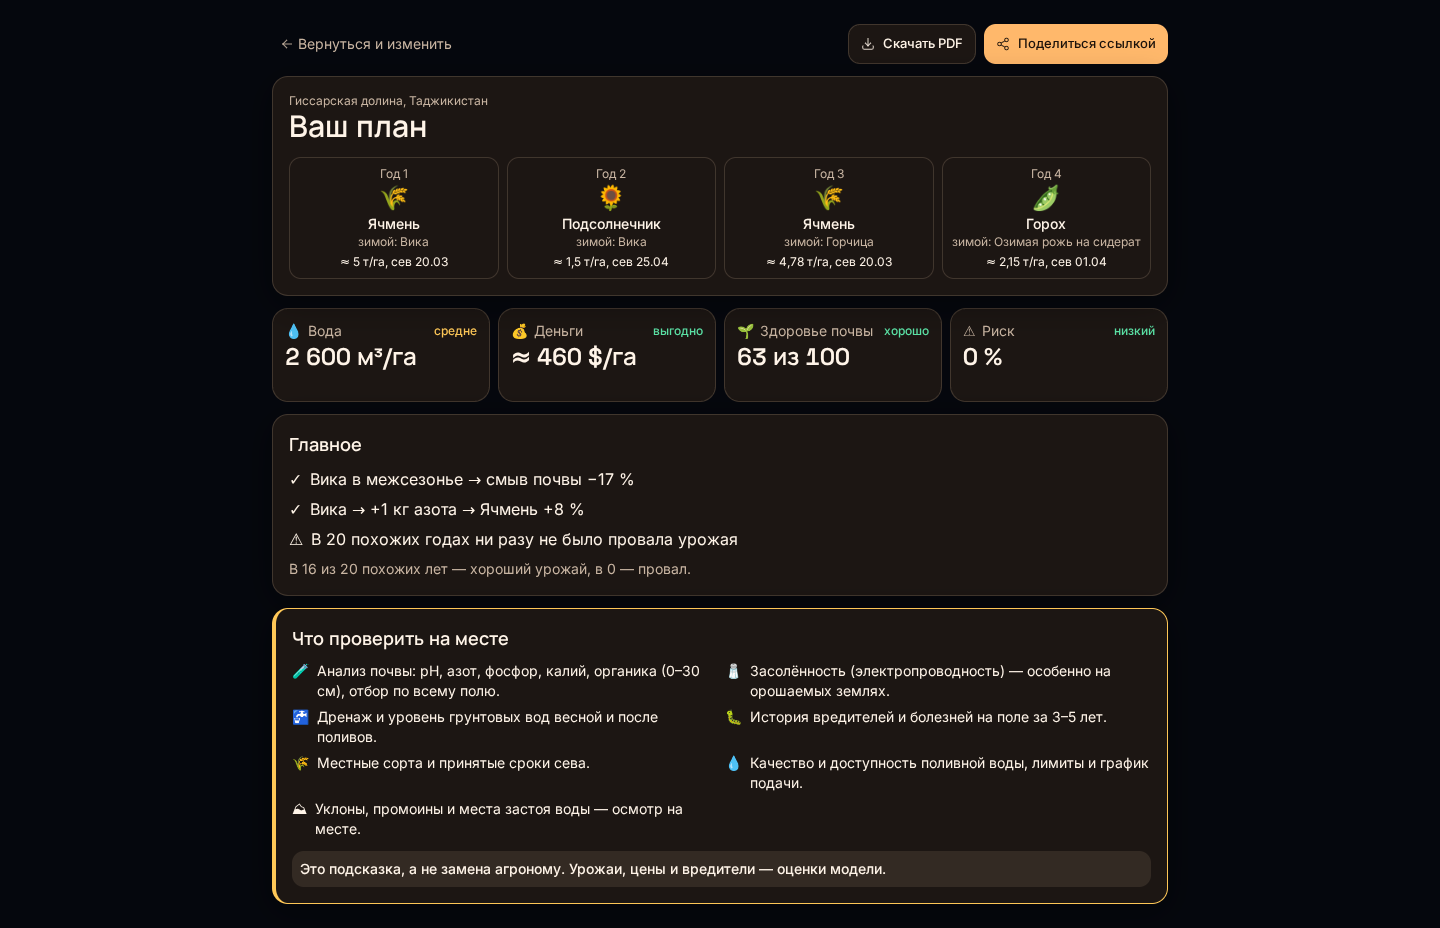 ← Вернуться и изменить
Скачать PDF
Поделиться ссылкой
Гиссарская долина, Таджикистан
Ваш план
Год 1
Ячмень
зимой: Вика
≈ 5 т/га, сев 20.03
Год 2
Подсолнечник
зимой: Вика
≈ 1,5 т/га, сев 25.04
Год 3
Ячмень
зимой: Горчица
≈ 4,78 т/га, сев 20.03
Год 4
Горох
зимой: Озимая рожь на сидерат
≈ 2,15 т/га, сев 01.04
💧 Вода средне
2 600 м³/га
💰 Деньги выгодно
≈ 460 $/га
🌱 Здоровье почвы хорошо
63 из 100
⚠ Риск низкий
0 %
Главное
✓ Вика в межсезонье → смыв почвы −17 %
✓ Вика → +1 кг азота → Ячмень +8 %
⚠ В 20 похожих годах ни разу не было провала урожая
В 16 из 20 похожих лет — хороший урожай, в 0 — провал.
Что проверить на месте
🧪 Анализ почвы: pH, азот, фосфор, калий, органика (0–30
см), отбор по всему полю.
🧂 Засолённость (электропроводность) — особенно на
орошаемых землях.
🚰 Дренаж и уровень грунтовых вод весной и после
поливов.
🐛 История вредителей и болезней на поле за 3–5 лет.
🌾 Местные сорта и принятые сроки сева.
💧 Качество и доступность поливной воды, лимиты и график
подачи.
⛰ Уклоны, промоины и места застоя воды — осмотр на
месте.
Это подсказка, а не замена агроному. Урожаи, цены и вредители — оценки модели.